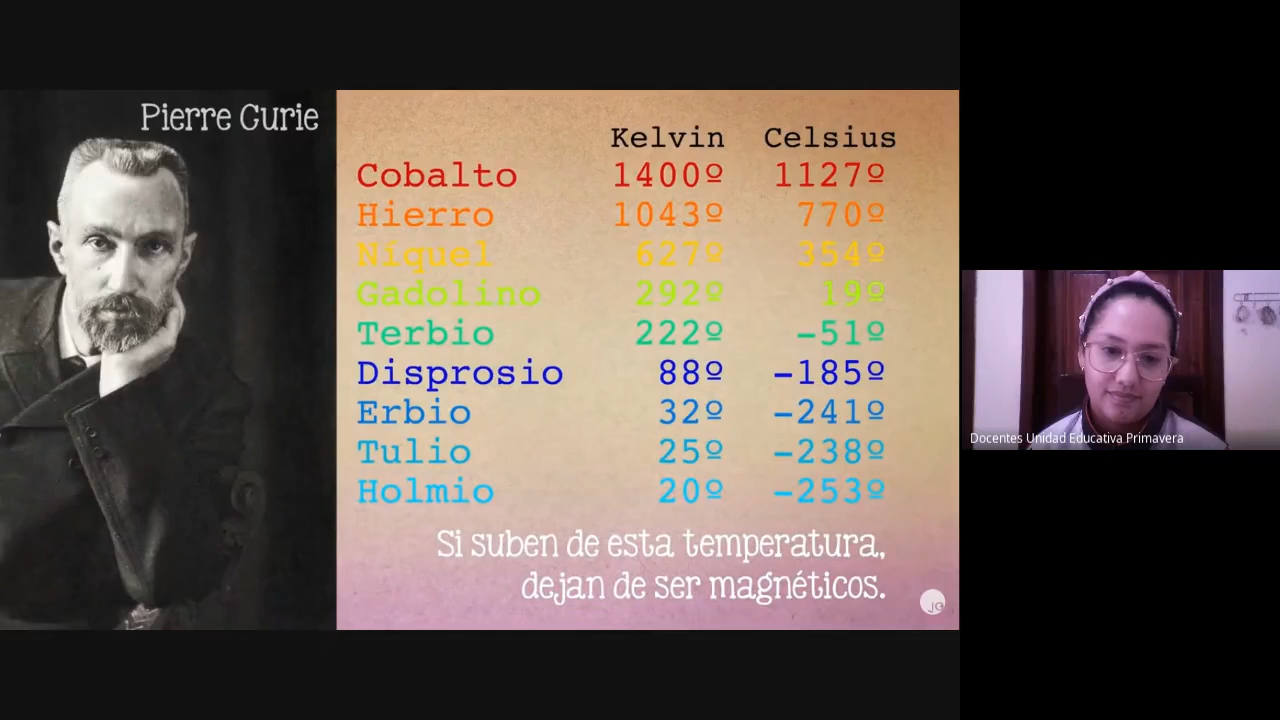 Pierre Curie
Kelvin Celsius
Cobalto 1400º 1127º
Hierro 1043º 770º
Níquel 627º 354º
Gadolino 292º 19º
Terbio 222º -51º
Disprosio 88º -185º
Erbio 32º -241º
Tulio 25º -238º
Holmio 20º -253º
Si suben de esta temperatura,
dejan de ser magnéticos.
JG
Docentes Unidad Educativa Primavera